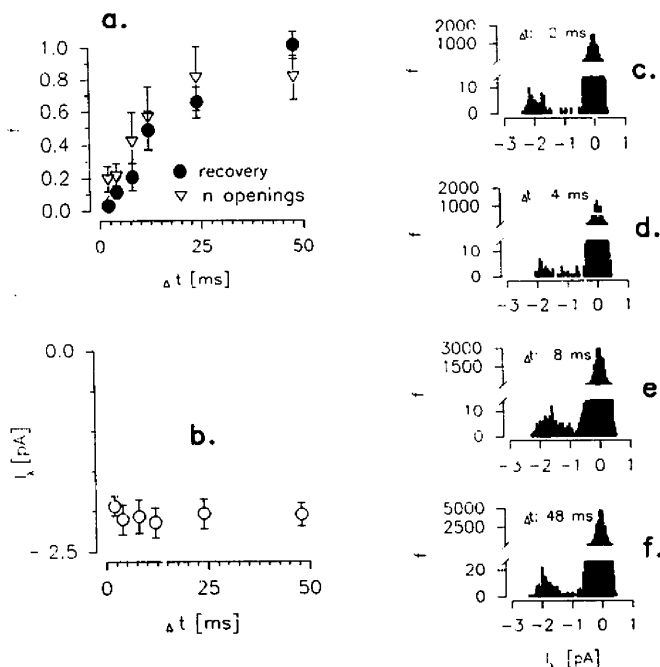 a.
1.0
0.8
0.6
0.4
0.2
0.0
recovery
n openings
0 25 50
Δ t [ms]
b.
0.0
I_λ [pA]
-2.5
0 25 50
Δ t [ms]
c.
2000
1000
Δt: 2 ms
f
10
0
-3 -2 -1 0 1
d.
2000
1000
Δt 4 ms
f
10
0
-3 -2 -1 0 1
e
3000
1500
Δt: 8 ms
f
10
0
-3 -2 -1 0 1
f.
5000
2500
Δt: 48 ms
f
20
0
-3 -2 -1 0 1
I_λ [pA]